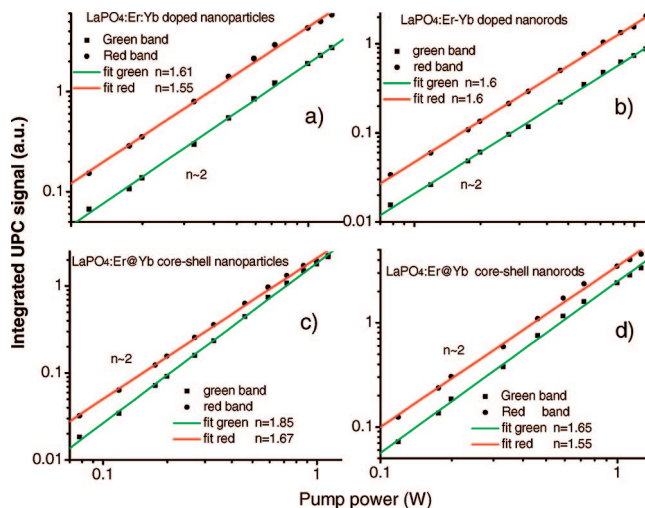 Integrated UPC signal (a.u.)
LaPO₄:Er:Yb doped nanoparticles
Green band
Red band
fit green n=1.61
fit red n=1.55
a)
n~2
1
0.1
LaPO₄:Er-Yb doped nanorods
green band
Red band
fit green n=1.6
fit red n=1.6
b)
n~2
1
0.1
0.01
LaPO₄:Er@Yb core-shell nanoparticles
c)
n~2
green band
red band
fit green n=1.85
fit red n=1.67
1
0.1
0.01
0.1 1
LaPO₄:Er@Yb core-shell nanorods
d)
n~2
Green band
Red band
fit green n=1.65
fit red n=1.55
1
0.1
0.1 1
Pump power (W)